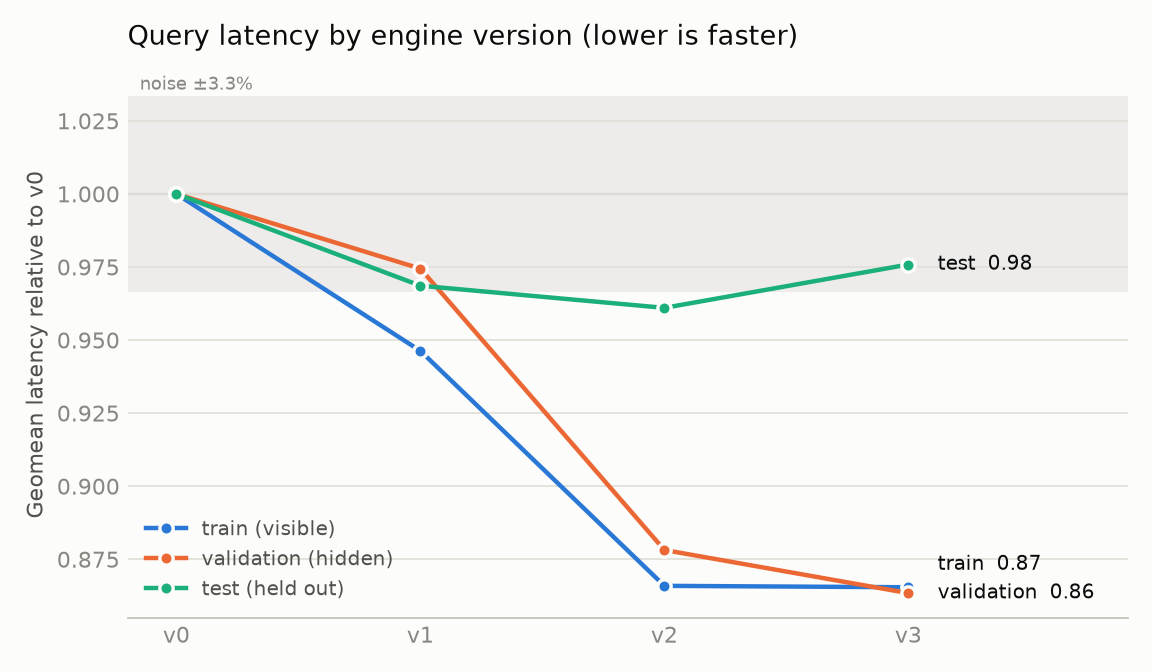 Query latency by engine version (lower is faster)
noise ±3.3%
Geomean latency relative to v0
1.025
1.000
0.975
0.950
0.925
0.900
0.875
test 0.98
train 0.87
validation 0.86
train (visible)
validation (hidden)
test (held out)
v0 v1 v2 v3